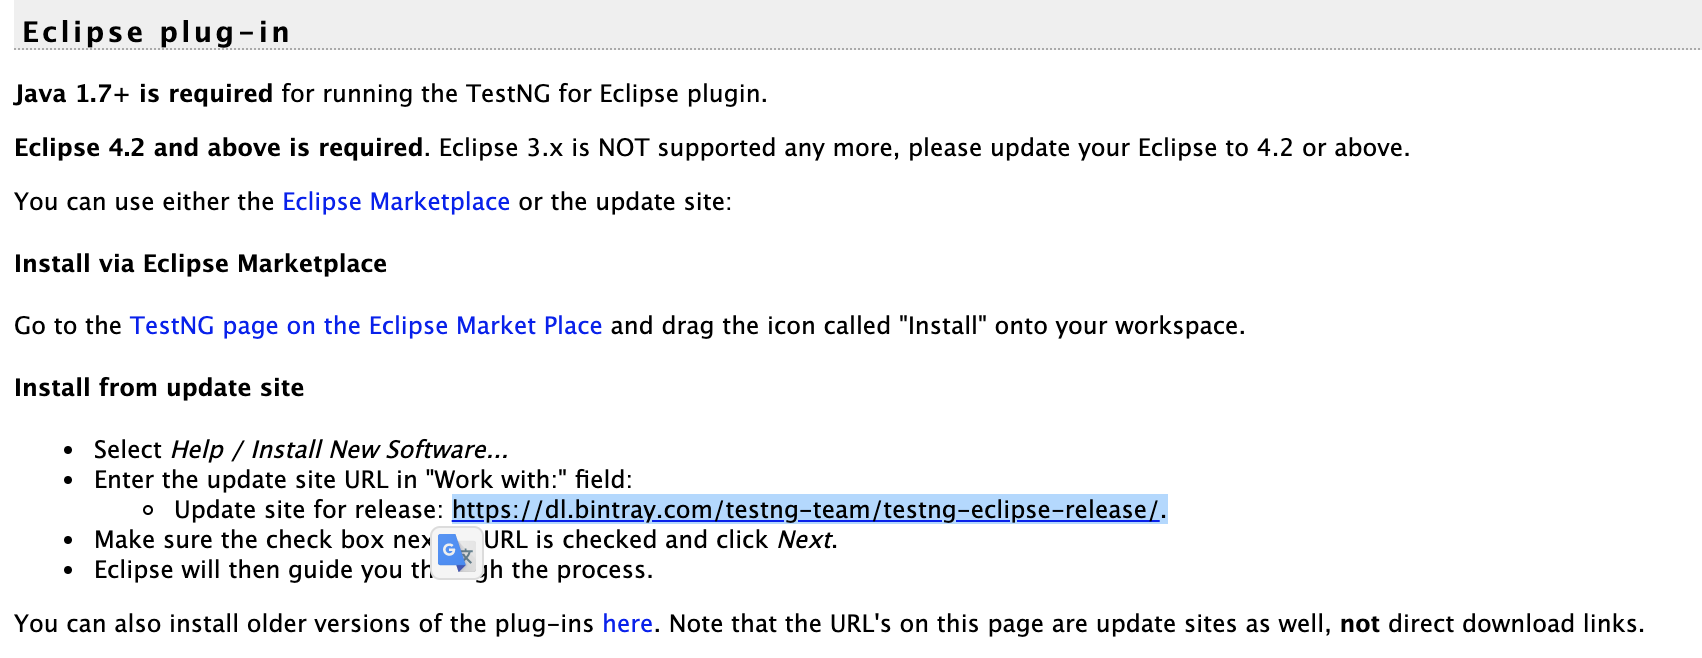 Eclipse plug-in
Java 1.7+ is required for running the TestNG for Eclipse plugin.
Eclipse 4.2 and above is required. Eclipse 3.x is NOT supported any more, please update your Eclipse to 4.2 or above.
You can use either the Eclipse Marketplace or the update site:
Install via Eclipse Marketplace
Go to the TestNG page on the Eclipse Market Place and drag the icon called "Install" onto your workspace.
Install from update site
• Select Help / Install New Software...
• Enter the update site URL in "Work with:" field:
◦ Update site for release: https://dl.bintray.com/testng-team/testng-eclipse-release/.
• Make sure the check box URL is checked and click Next.
• Eclipse will then guide you the process.
You can also install older versions of the plug-ins here. Note that the URL's on this page are update sites as well, not direct download links.